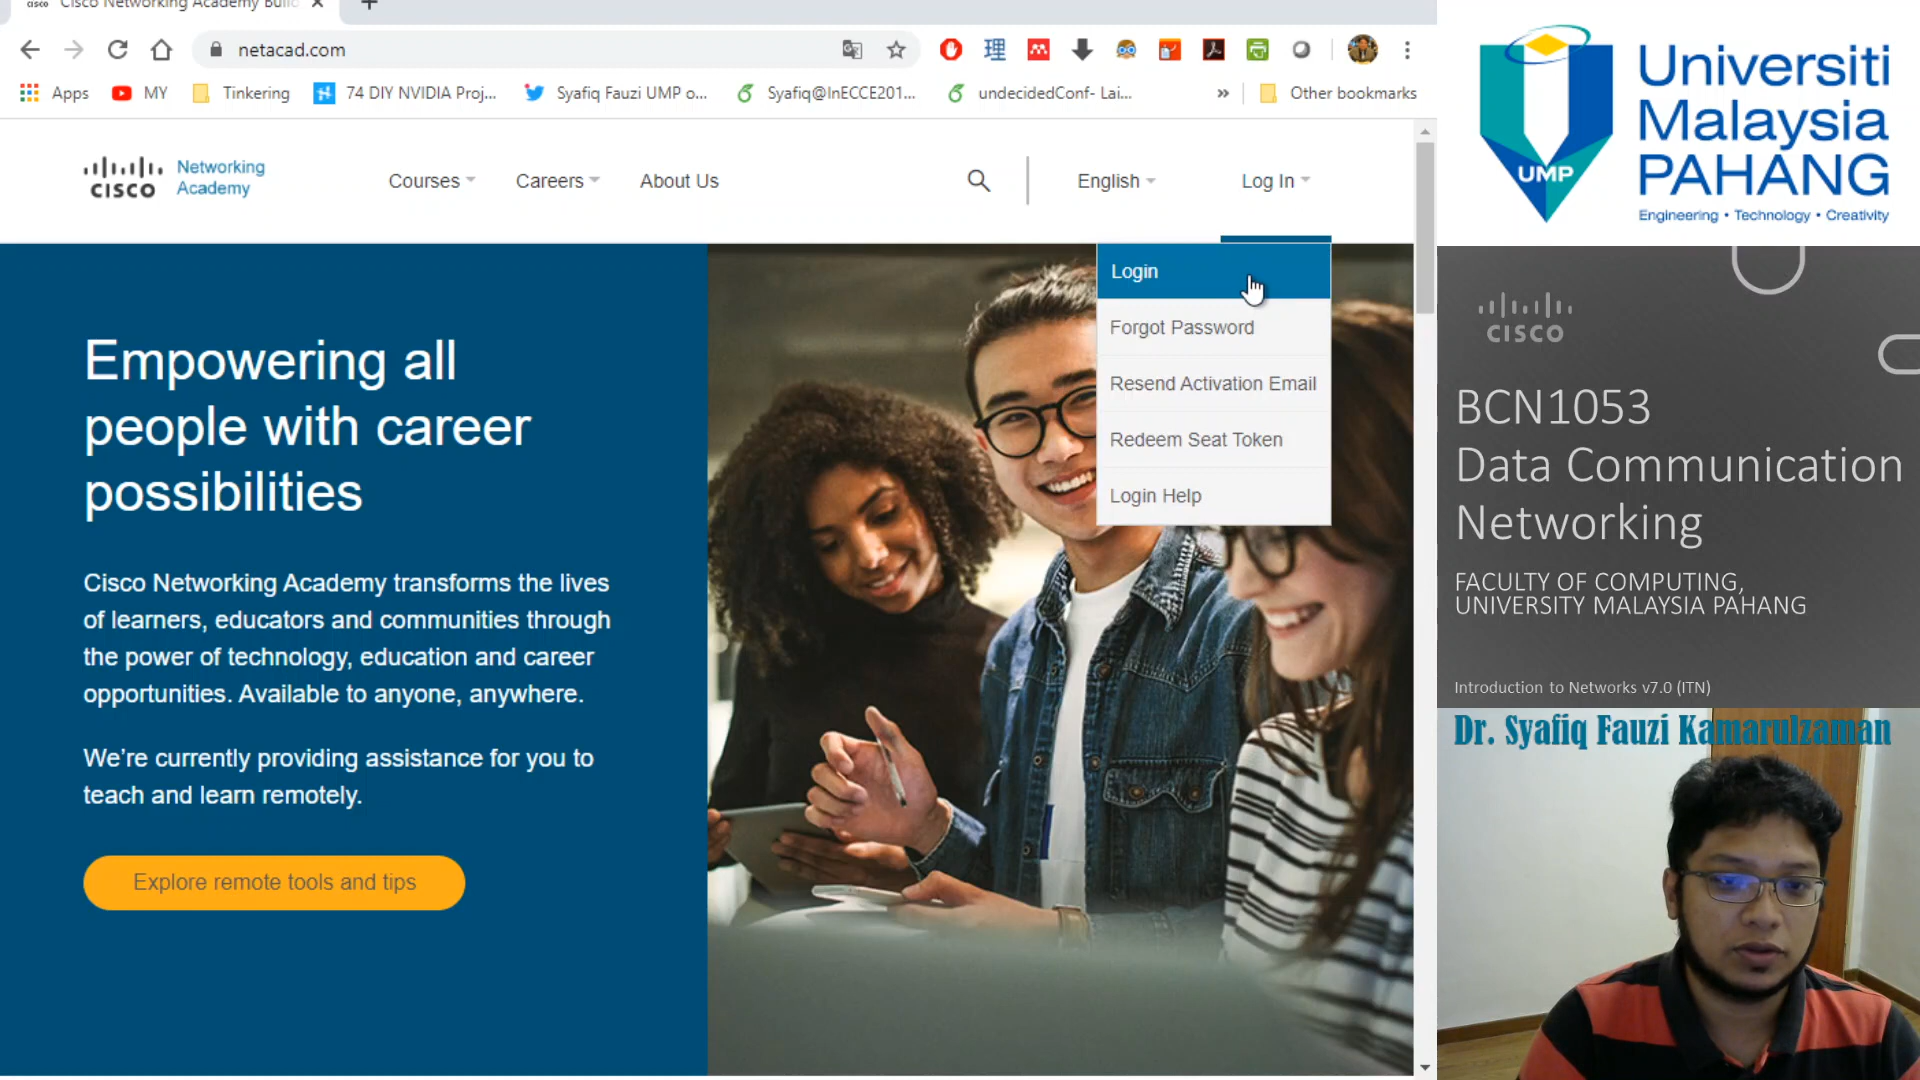 Cisco Networking Academy Build
netacad.com
Apps
MY
Tinkering
74 DIY NVIDIA Proj...
Syafiq Fauzi UMP o...
Syafiq@InECCE201...
undecidedConf- Lai...
»
Other bookmarks
CISCO
Networking
Academy
Courses
Careers
About Us
English
Log In
Login
Forgot Password
Resend Activation Email
Redeem Seat Token
Login Help
Empowering all
people with career
possibilities
Cisco Networking Academy transforms the lives
of learners, educators and communities through
the power of technology, education and career
opportunities. Available to anyone, anywhere.
We're currently providing assistance for you to
teach and learn remotely.
Explore remote tools and tips
UMP
Universiti
Malaysia
PAHANG
Engineering • Technology • Creativity
CISCO
BCN1053
Data Communication
Networking
FACULTY OF COMPUTING,
UNIVERSITY MALAYSIA PAHANG
Introduction to Networks v7.0 (ITN)
Dr. Syafiq Fauzi Kamarulzaman